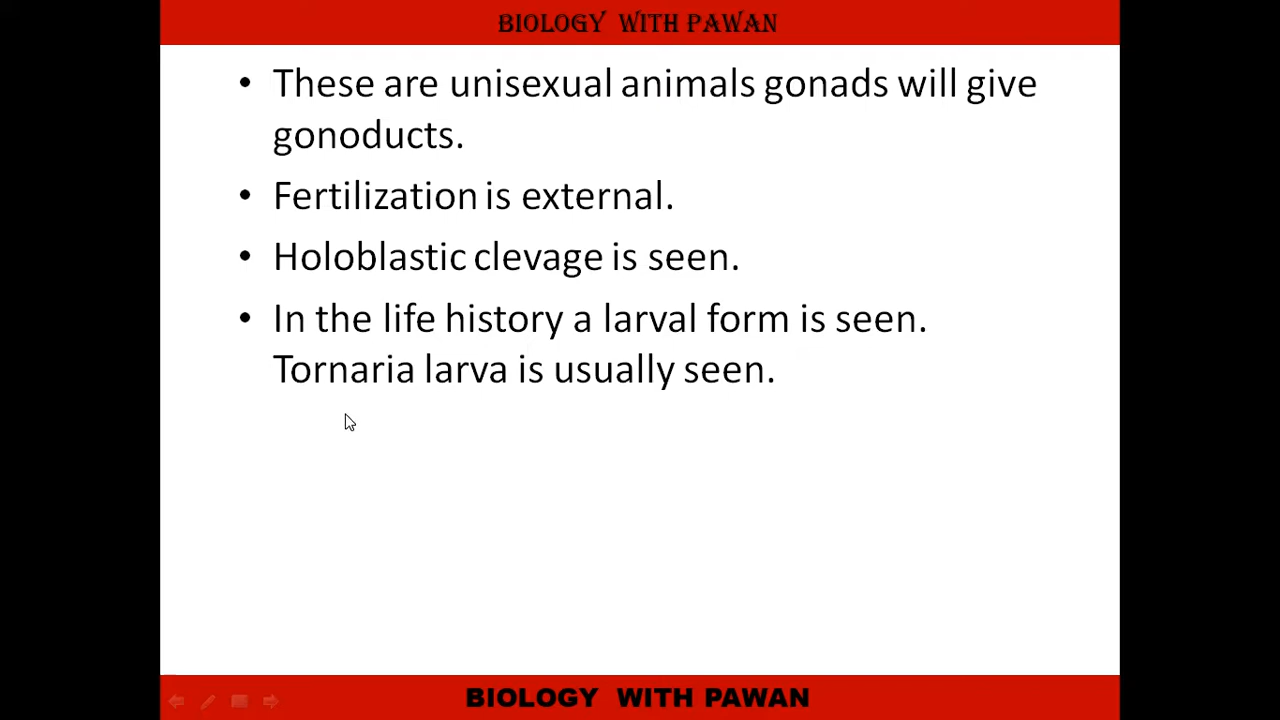 BIOLOGY WITH PAWAN
• These are unisexual animals gonads will give
gonoducts.
• Fertilization is external.
• Holoblastic clevage is seen.
• In the life history a larval form is seen.
Tornaria larva is usually seen.
BIOLOGY WITH PAWAN